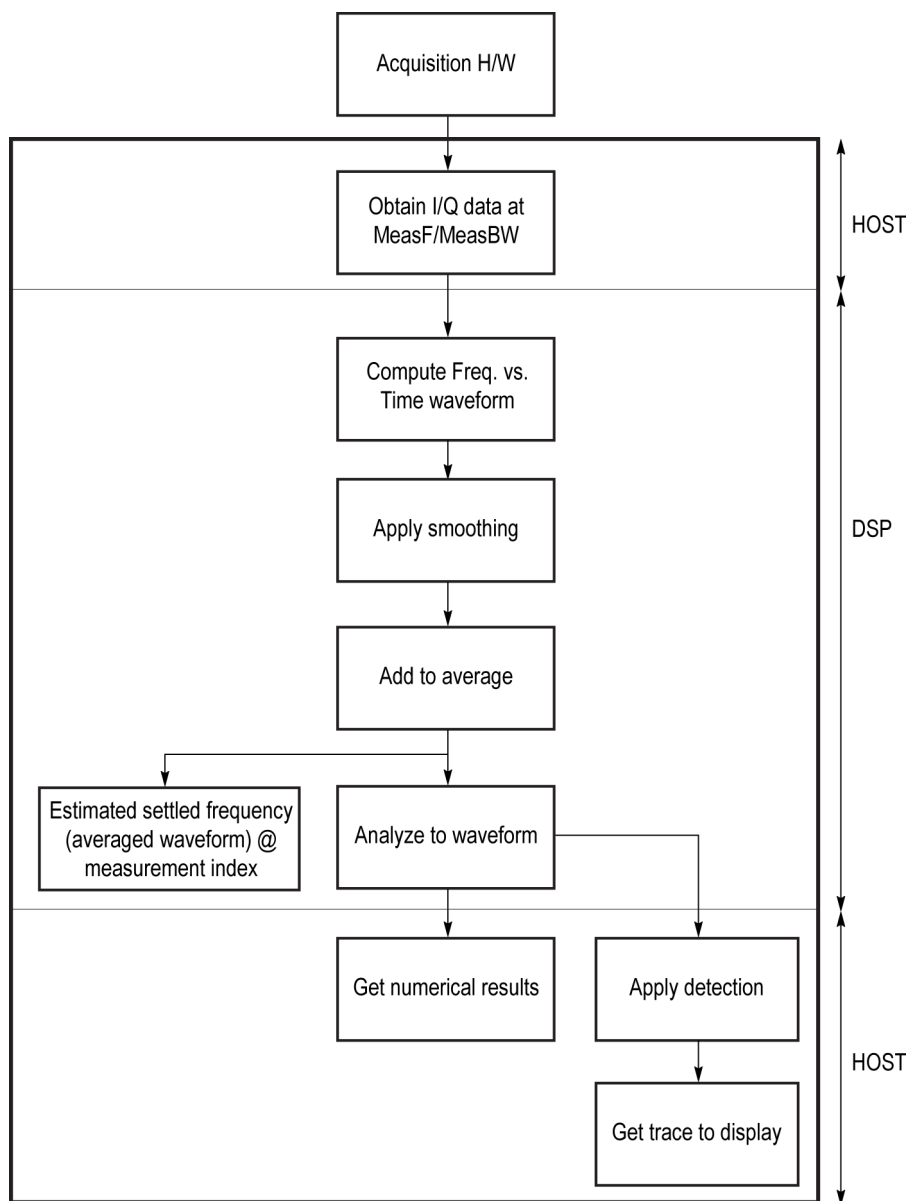 Acquisition H/W
Obtain I/Q data at
MeasF/MeasBW
HOST
Compute Freq. vs.
Time waveform
Apply smoothing
DSP
Add to average
Estimated settled frequency
(averaged waveform) @
measurement index
Analyze to waveform
Get numerical results
Apply detection
HOST
Get trace to display